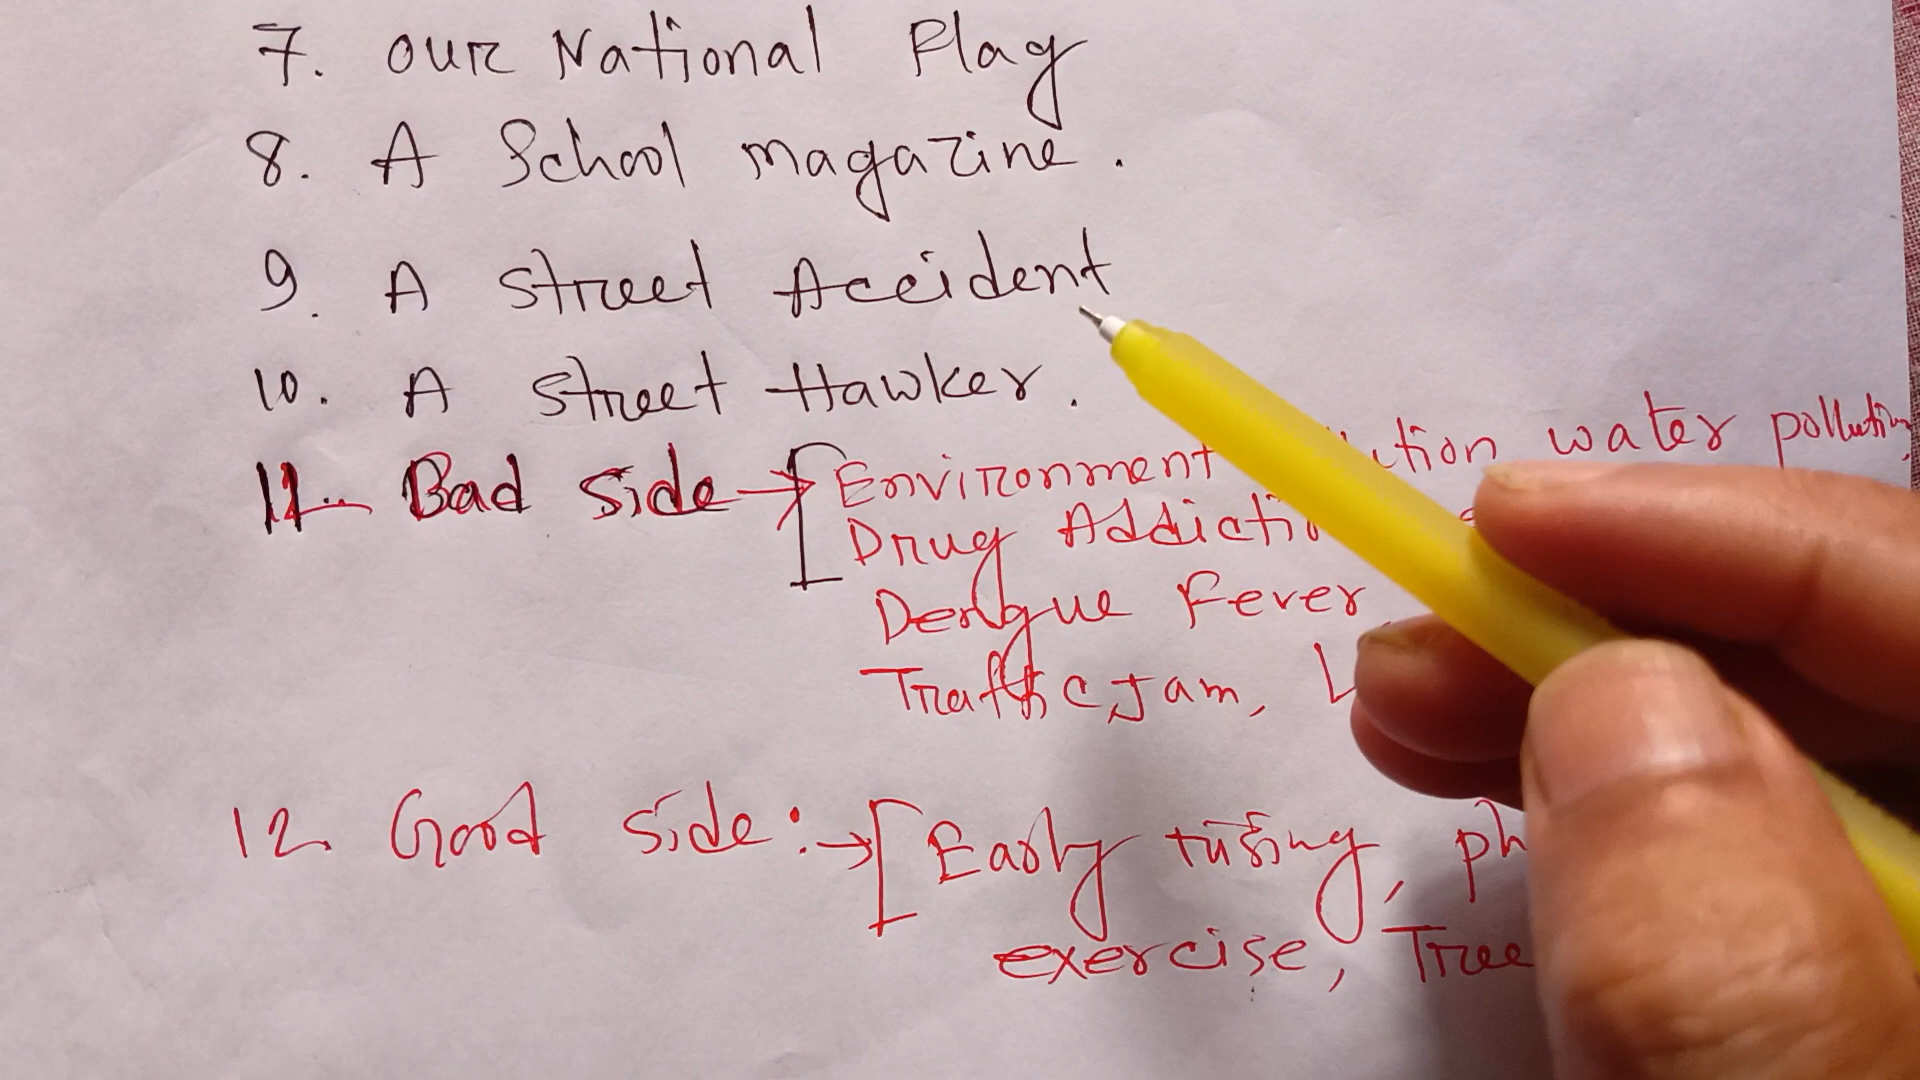 7. Our National Flag
8. A School magazine.
9. A street Accident
10. A street Hawker.
11. Bad side → [Environment water pollution,
Drug Addiction
Dengue Fever
Traffic Jam,
12. Good side :→ [Early rising,
exercise, Tree